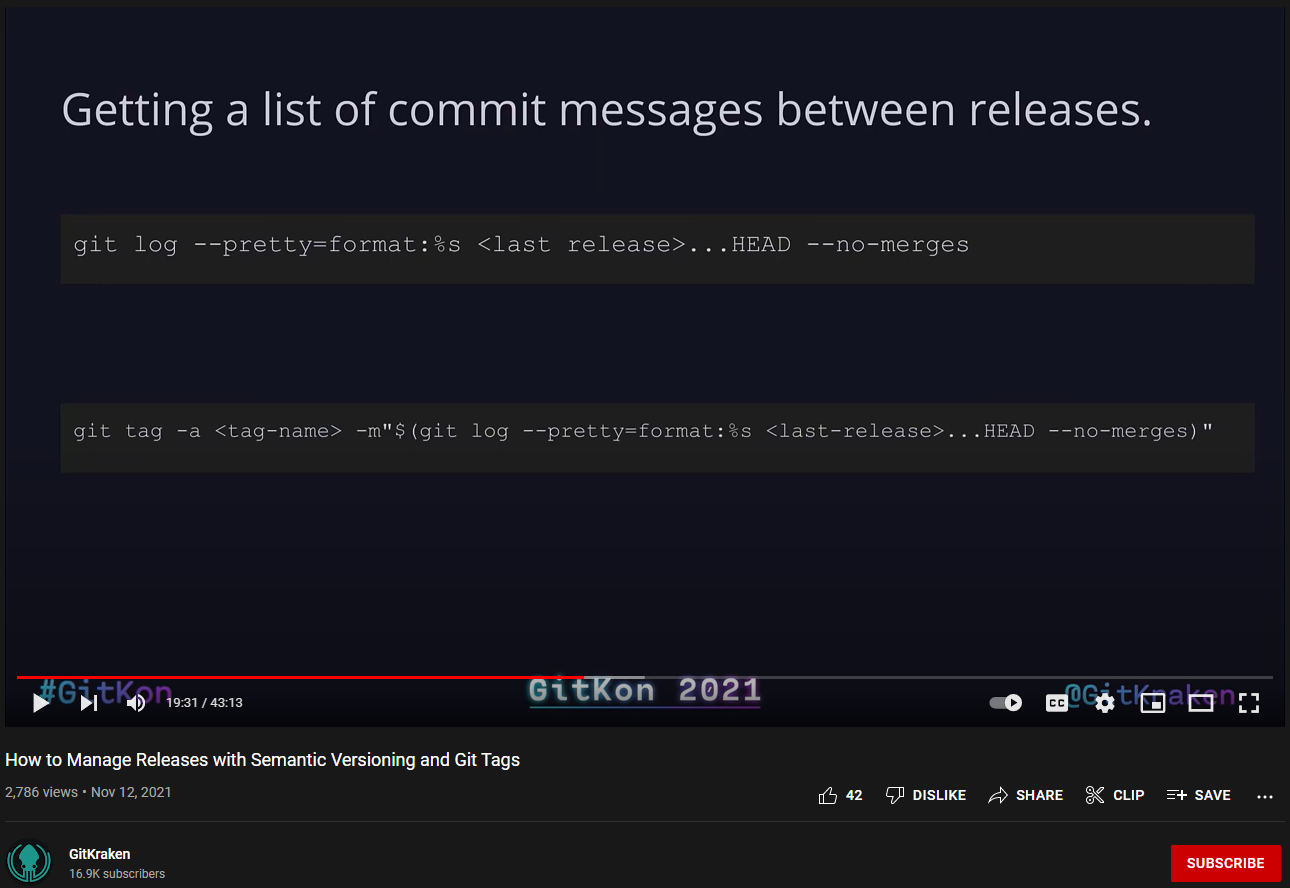 Getting a list of commit messages between releases.
git log --pretty=format:%s <last release>...HEAD --no-merges
git tag -a <tag-name> -m"$(git log --pretty=format:%s <last-release>...HEAD --no-merges)"
#GitKon
GitKon 2021
@GitKraken
19:31 / 43:13
CC
How to Manage Releases with Semantic Versioning and Git Tags
2,786 views • Nov 12, 2021
42
DISLIKE
SHARE
CLIP
SAVE
GitKraken
16.9K subscribers
SUBSCRIBE